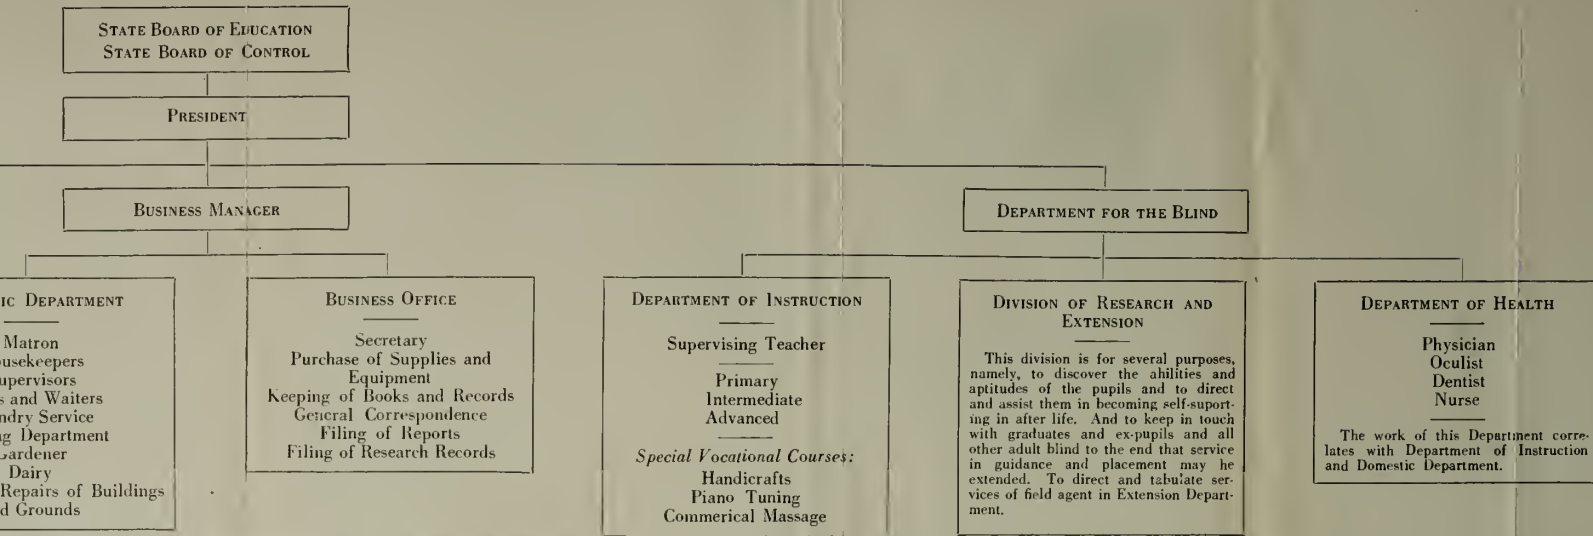 STATE BOARD OF EDUCATION
STATE BOARD OF CONTROL
PRESIDENT
BUSINESS MANAGER
DEPARTMENT FOR THE BLIND
IC DEPARTMENT
Matron
ousekeepers
upervisors
s and Waiters
ndry Service
ng Department
Gardener
Dairy
Repairs of Buildings
d Grounds
BUSINESS OFFICE
Secretary
Purchase of Supplies and
Equipment
Keeping of Books and Records
General Correspondence
Filing of Reports
Filing of Research Records
DEPARTMENT OF INSTRUCTION
Supervising Teacher
Primary
Intermediate
Advanced
Special Vocational Courses:
Handicrafts
Piano Tuning
Commerical Massage
DIVISION OF RESEARCH AND
EXTENSION
This division is for several purposes,
namely, to discover the abilities and
aptitudes of the pupils and to direct
and assist them in becoming self-suport-
ing in after life. And to keep in touch
with graduates and ex-pupils and all
other adult blind to the end that service
in guidance and placement may be
extended. To direct and tabulate ser-
vices of field agent in Extension Depart-
ment.
DEPARTMENT OF HEALTH
Physician
Oculist
Dentist
Nurse
The work of this Department corre-
lates with Department of Instruction
and Domestic Department.